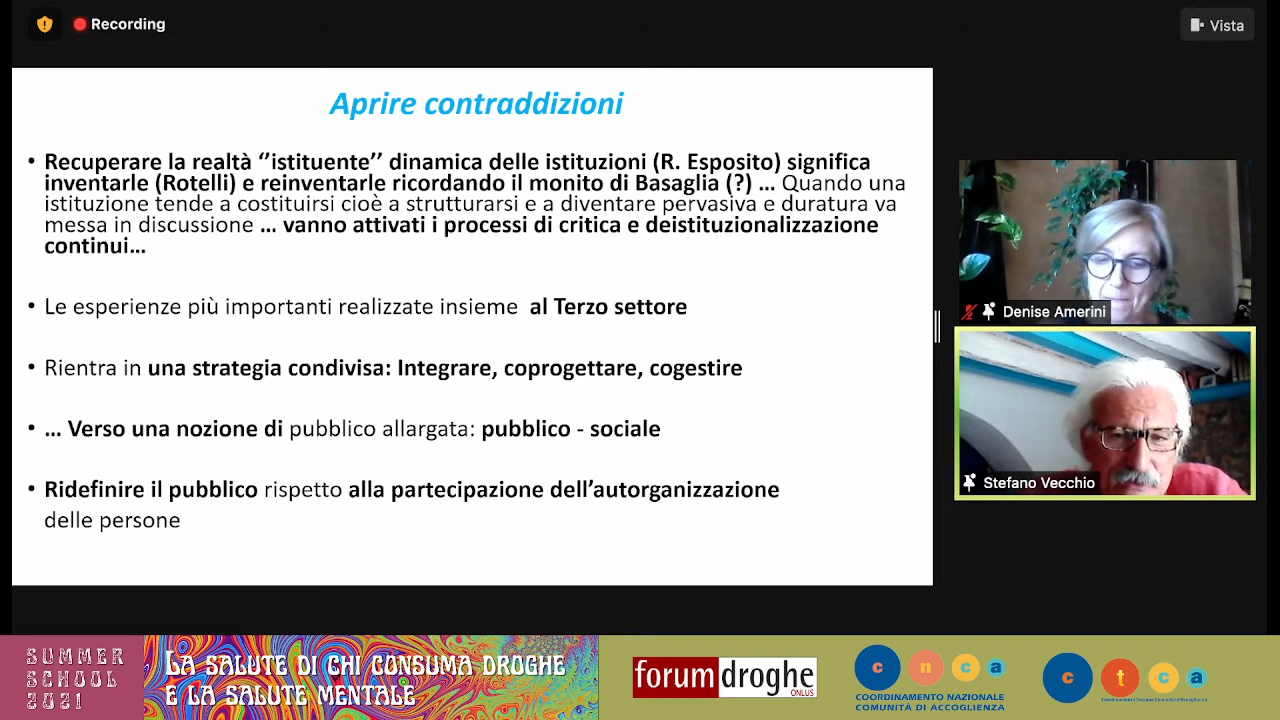 Recording
Vista
Aprire contraddizioni
• Recuperare la realtà ‘’istituente’’ dinamica delle istituzioni (R. Esposito) significa
inventarle (Rotelli) e reinventarle ricordando il monito di Basaglia (?) … Quando una
istituzione tende a costituirsi cioè a strutturarsi e a diventare pervasiva e duratura va
messa in discussione … vanno attivati i processi di critica e deistituzionalizzazione
continui…
• Le esperienze più importanti realizzate insieme al Terzo settore
• Rientra in una strategia condivisa: Integrare, coprogettare, cogestire
• … Verso una nozione di pubblico allargata: pubblico - sociale
• Ridefinire il pubblico rispetto alla partecipazione dell’autorganizzazione
delle persone
Denise Amerini
Stefano Vecchio
SUMMER
SCHOOL
2021
LA SALUTE DI CHI CONSUMA DROGHE
E LA SALUTE MENTALE
forumdroghe
ONLUS
cnca
COORDINAMENTO NAZIONALE
COMUNITÀ DI ACCOGLIENZA
ctca